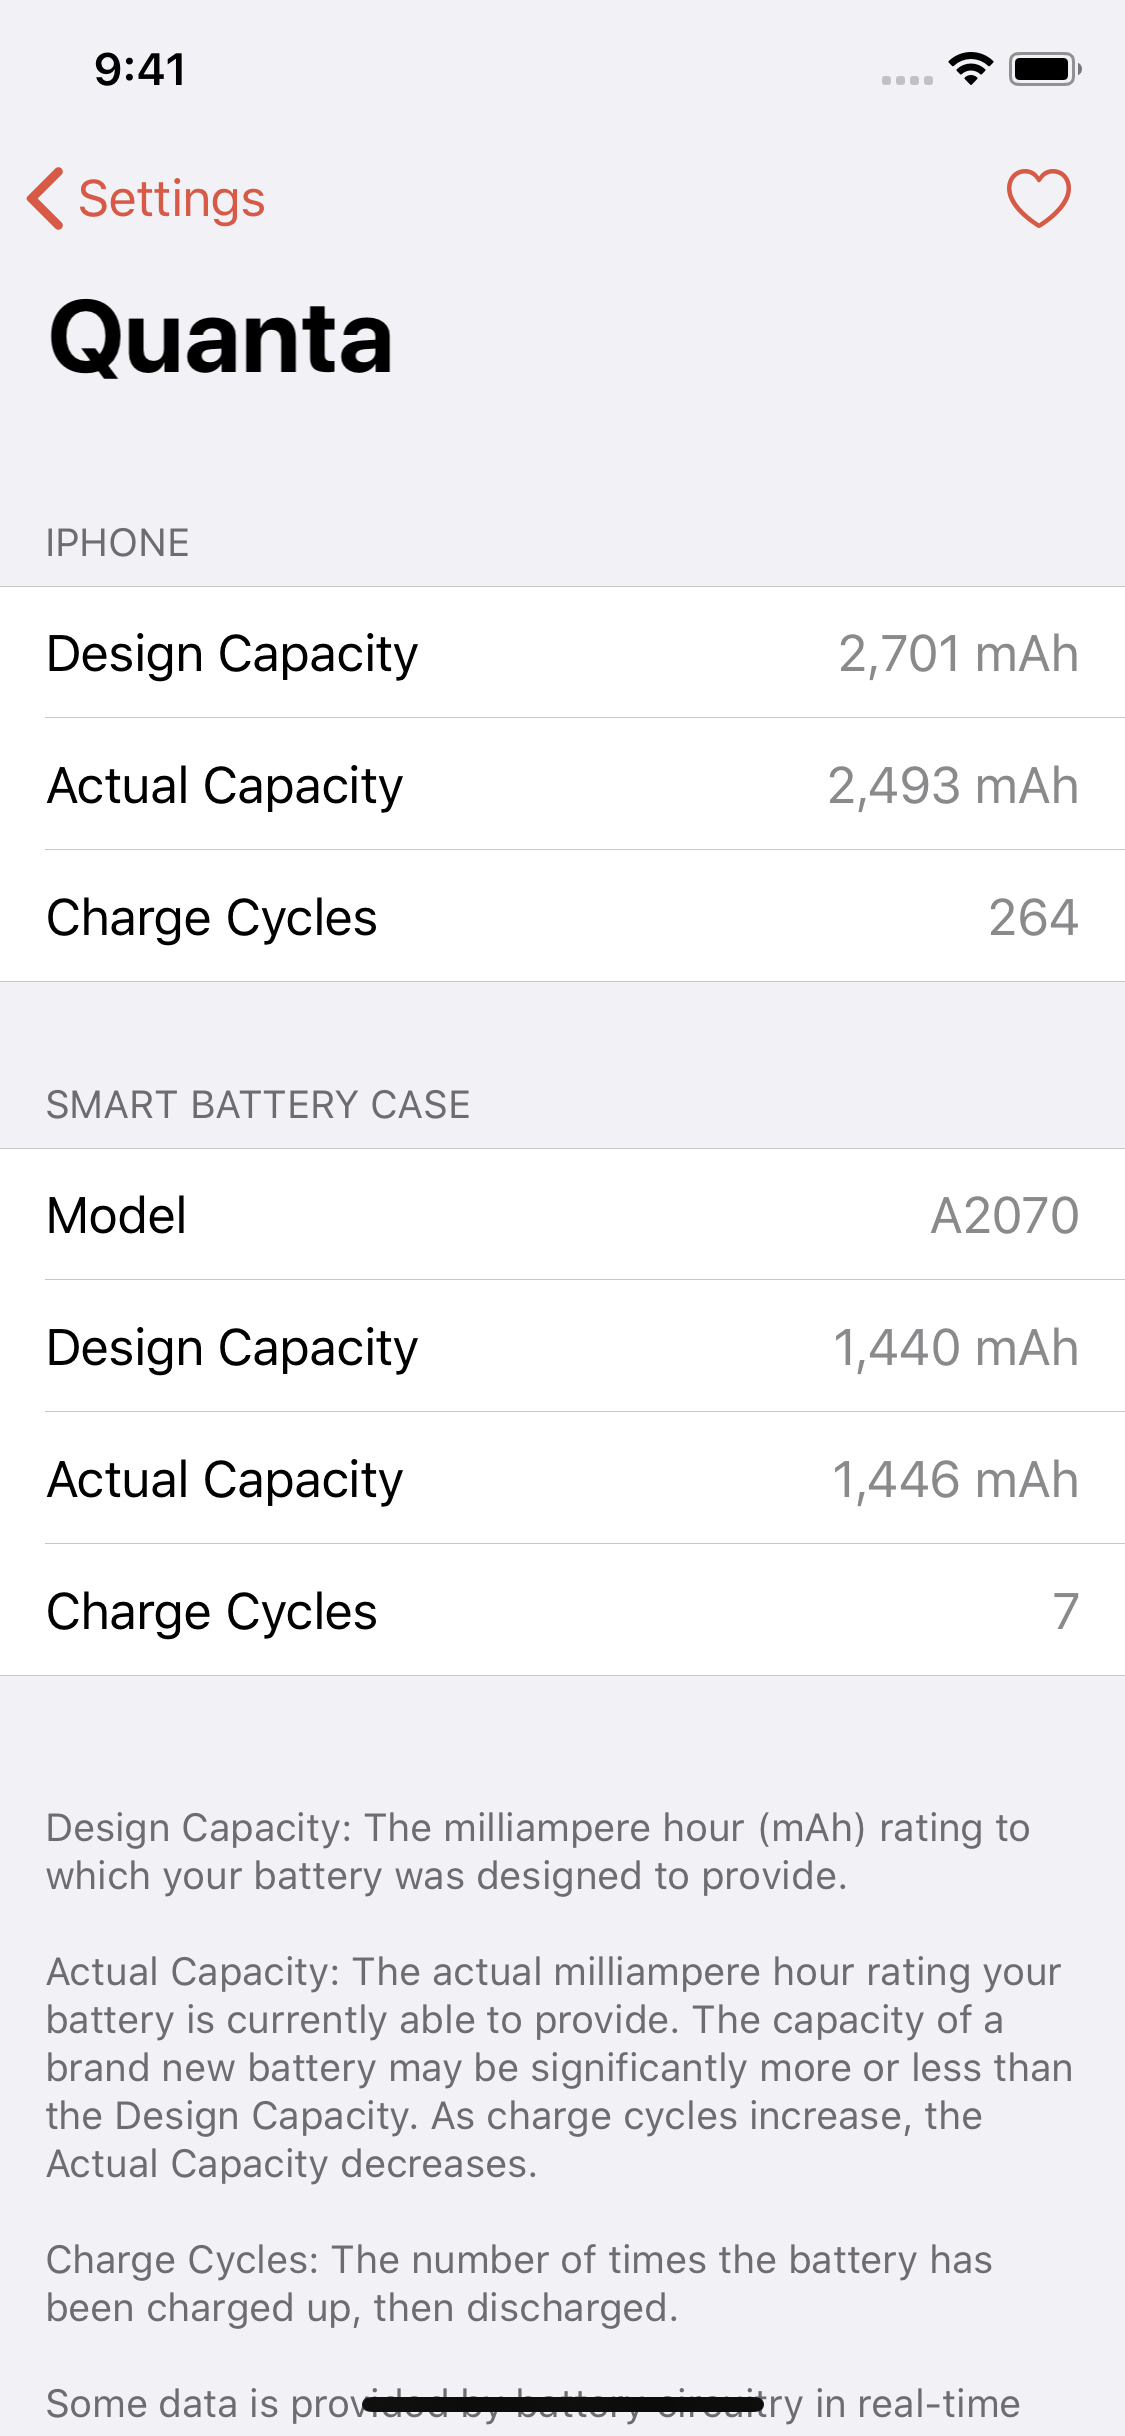 9:41
Settings
Quanta
IPHONE
Design Capacity 2,701 mAh
Actual Capacity 2,493 mAh
Charge Cycles 264
SMART BATTERY CASE
Model A2070
Design Capacity 1,440 mAh
Actual Capacity 1,446 mAh
Charge Cycles 7
Design Capacity: The milliampere hour (mAh) rating to
which your battery was designed to provide.
Actual Capacity: The actual milliampere hour rating your
battery is currently able to provide. The capacity of a
brand new battery may be significantly more or less than
the Design Capacity. As charge cycles increase, the
Actual Capacity decreases.
Charge Cycles: The number of times the battery has
been charged up, then discharged.
Some data is provided by battery circuitry in real-time